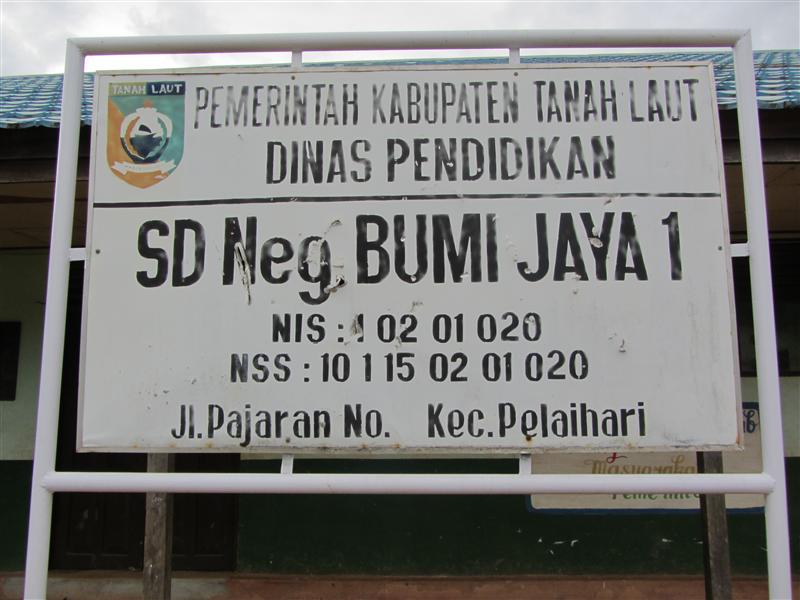 TANAH LAUT
PEMERINTAH KABUPATEN TANAH LAUT
DINAS PENDIDIKAN
SD Neg BUMI JAYA 1
NIS : 1 02 01 020
NSS : 10 1 15 02 01 020
Jl.Pajaran No. Kec.Pelaihari